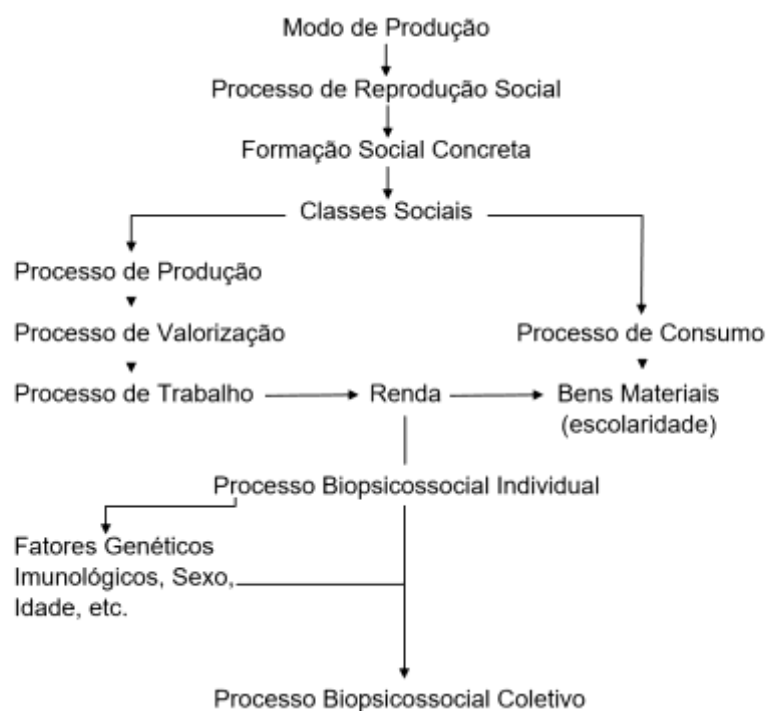 Modo de Produção
Processo de Reprodução Social
Formação Social Concreta
Classes Sociais
Processo de Produção
Processo de Valorização
Processo de Consumo
Processo de Trabalho
Renda
Bens Materiais
(escolaridade)
Processo Biopsicossocial Individual
Fatores Genéticos
Imunológicos, Sexo,
Idade, etc.
Processo Biopsicossocial Coletivo